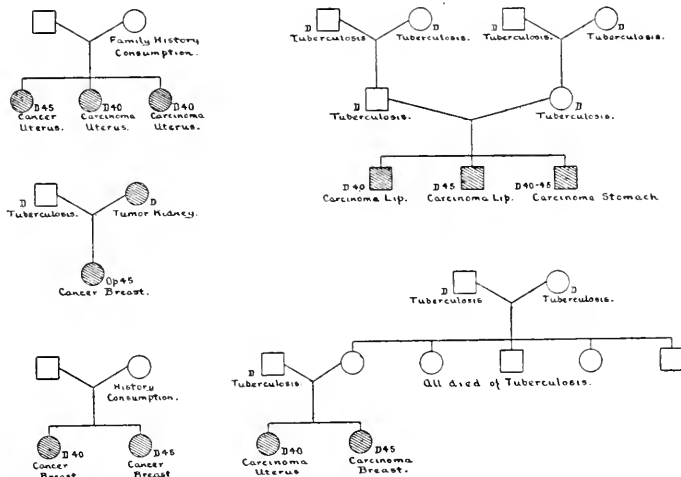 Family History
Consumption.
D45
D40
D40
Cancer
Uterus.
Carcinoma
Uterus.
Carcinoma
Uterus.
D
Tuberculosis.
D
Tuberculosis.
D
Tuberculosis.
D
Tuberculosis.
D
Tuberculosis.
D
Tuberculosis.
D40
Carcinoma Lip.
D45
Carcinoma Lip.
D40-45
Carcinoma Stomach
D
Tuberculosis.
D
Tumor Kidney.
Op45
Cancer Breast.
D
Tuberculosis
D
Tuberculosis.
All died of Tuberculosis.
History
Consumption.
D40
Cancer
Breast
D45
Cancer
Breast
D
Tuberculosis.
D40
Carcinoma
Uterus
D45
Carcinoma
Breast.